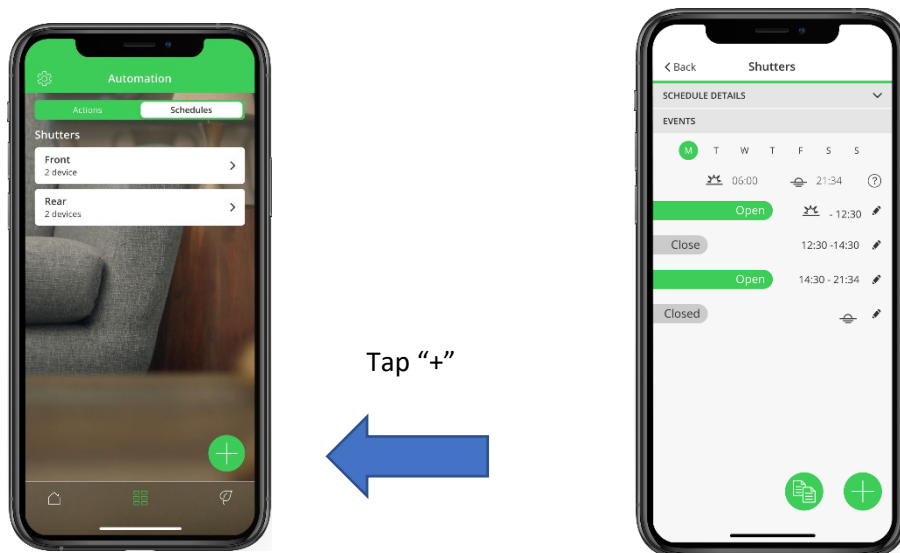 Automation
Actions Schedules
Shutters
Front
2 device
Rear
2 devices
Tap “+”
Back Shutters
SCHEDULE DETAILS
EVENTS
M T W T F S S
06:00 21:34 ?
Open - 12:30
Close 12:30 -14:30
Open 14:30 - 21:34
Closed